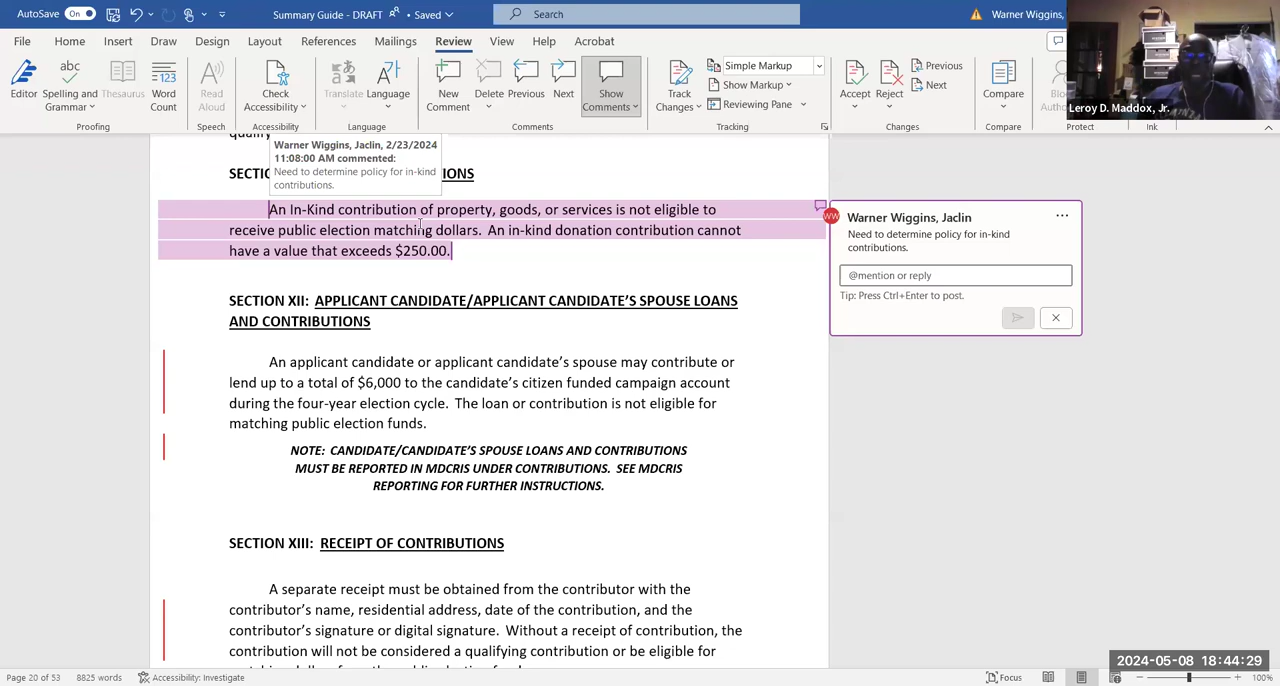 AutoSave On Summary Guide - DRAFT • Saved Search Warner Wiggins,
File Home Insert Draw Design Layout References Mailings Review View Help Acrobat
Editor
Spelling and Grammar
Thesaurus
Word Count
Read Aloud
Check Accessibility
Translate
Language
New Comment
Delete
Previous
Next
Show Comments
Track Changes
Simple Markup
Show Markup
Reviewing Pane
Accept
Reject
Previous
Next
Compare
Leroy D. Maddox, Jr.
Proofing Speech Accessibility Language Comments Tracking Changes Compare Protect Ink
qualify
Warner Wiggins, Jaclin, 2/23/2024
11:08:00 AM commented:
Need to determine policy for in-kind
contributions.
An In-Kind contribution of property, goods, or services is not eligible to
receive public election matching dollars. An in-kind donation contribution cannot
have a value that exceeds $250.00.
WW Warner Wiggins, Jaclin
Need to determine policy for in-kind
contributions.
@mention or reply
Tip: Press Ctrl+Enter to post.
SECTION XII: APPLICANT CANDIDATE/APPLICANT CANDIDATE'S SPOUSE LOANS
AND CONTRIBUTIONS
An applicant candidate or applicant candidate's spouse may contribute or
lend up to a total of $6,000 to the candidate's citizen funded campaign account
during the four-year election cycle. The loan or contribution is not eligible for
matching public election funds.
NOTE: CANDIDATE/CANDIDATE'S SPOUSE LOANS AND CONTRIBUTIONS
MUST BE REPORTED IN MDCRIS UNDER CONTRIBUTIONS. SEE MDCRIS
REPORTING FOR FURTHER INSTRUCTIONS.
SECTION XIII: RECEIPT OF CONTRIBUTIONS
A separate receipt must be obtained from the contributor with the
contributor's name, residential address, date of the contribution, and the
contributor's signature or digital signature. Without a receipt of contribution, the
contribution will not be considered a qualifying contribution or be eligible for
2024-05-08 18:44:29
Page 20 of 53 8825 words Accessibility: Investigate Focus 100%